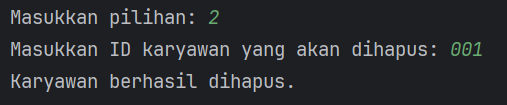 Masukkan pilihan: 2
Masukkan ID karyawan yang akan dihapus: 001
Karyawan berhasil dihapus.